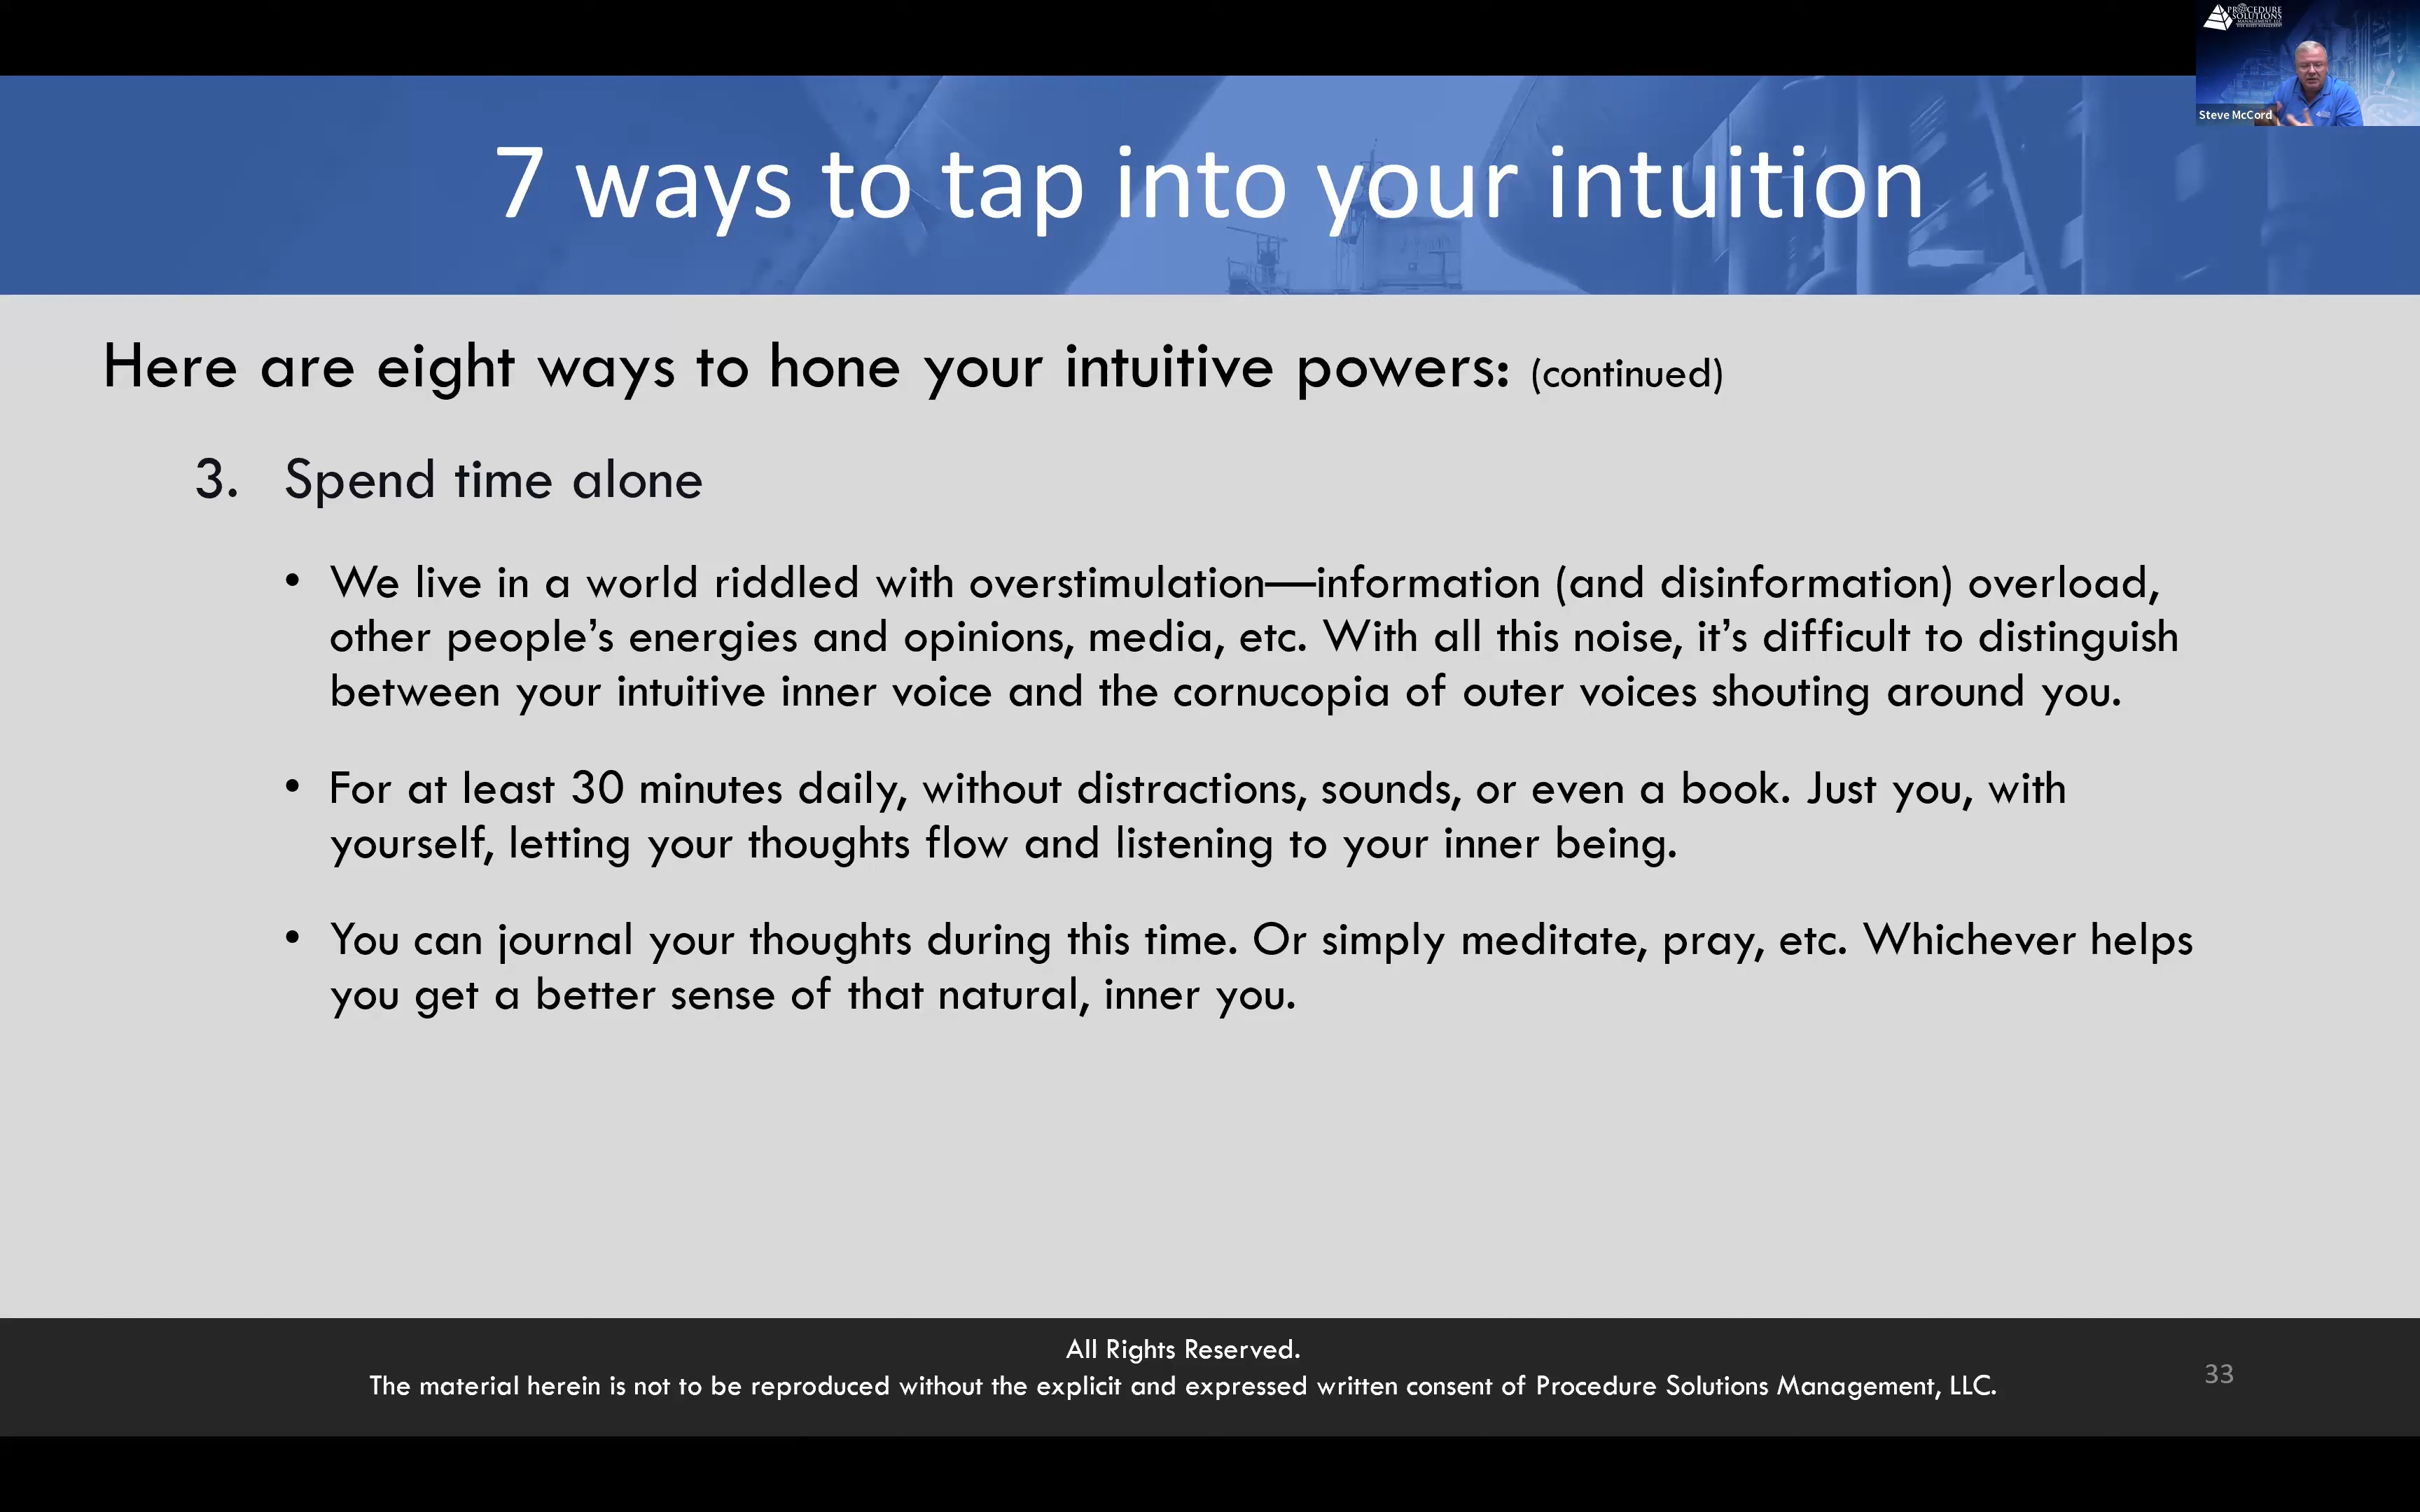 PROCEDURE
SOLUTIONS
Steve McCord
7 ways to tap into your intuition
Here are eight ways to hone your intuitive powers: (continued)
3. Spend time alone
• We live in a world riddled with overstimulation—information (and disinformation) overload,
other people’s energies and opinions, media, etc. With all this noise, it’s difficult to distinguish
between your intuitive inner voice and the cornucopia of outer voices shouting around you.
• For at least 30 minutes daily, without distractions, sounds, or even a book. Just you, with
yourself, letting your thoughts flow and listening to your inner being.
• You can journal your thoughts during this time. Or simply meditate, pray, etc. Whichever helps
you get a better sense of that natural, inner you.
All Rights Reserved.
The material herein is not to be reproduced without the explicit and expressed written consent of Procedure Solutions Management, LLC.
33